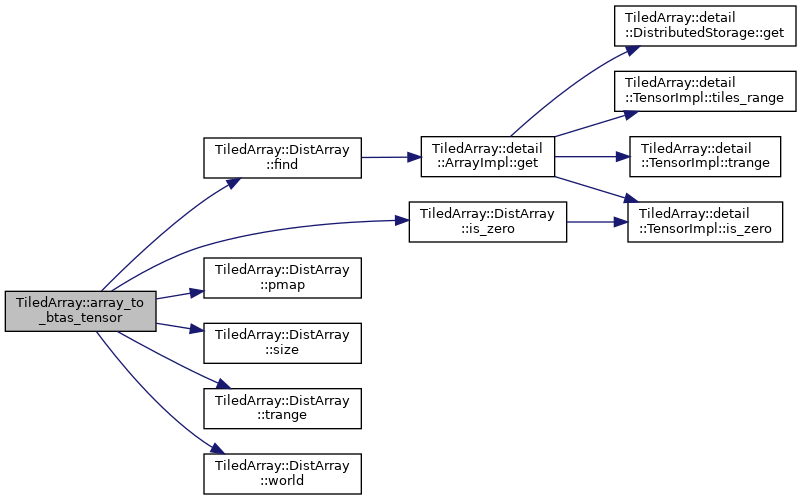 TiledArray::detail
::DistributedStorage::get
TiledArray::detail
::TensorImpl::tiles_range
TiledArray::DistArray
::find
TiledArray::detail
::ArrayImpl::get
TiledArray::detail
::TensorImpl::trange
TiledArray::DistArray
::is_zero
TiledArray::detail
::TensorImpl::is_zero
TiledArray::array_to
_btas_tensor
TiledArray::DistArray
::pmap
TiledArray::DistArray
::size
TiledArray::DistArray
::trange
TiledArray::DistArray
::world